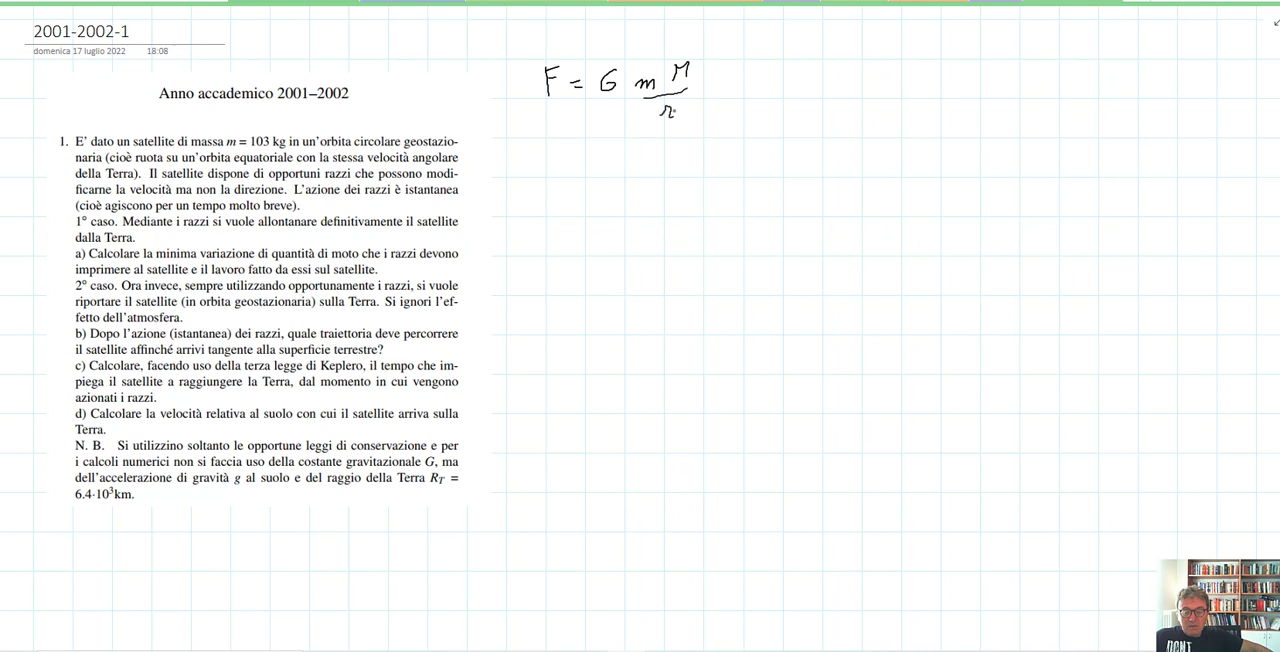 2001-2002-1
domenica 17 luglio 2022 18:08
Anno accademico 2001–2002
1. E' dato un satellite di massa m = 103 kg in un'orbita circolare geostazio-
naria (cioè ruota su un'orbita equatoriale con la stessa velocità angolare
della Terra). Il satellite dispone di opportuni razzi che possono modi-
ficarne la velocità ma non la direzione. L'azione dei razzi è istantanea
(cioè agiscono per un tempo molto breve).
1° caso. Mediante i razzi si vuole allontanare definitivamente il satellite
dalla Terra.
a) Calcolare la minima variazione di quantità di moto che i razzi devono
imprimere al satellite e il lavoro fatto da essi sul satellite.
2° caso. Ora invece, sempre utilizzando opportunamente i razzi, si vuole
riportare il satellite (in orbita geostazionaria) sulla Terra. Si ignori l'ef-
fetto dell'atmosfera.
b) Dopo l'azione (istantanea) dei razzi, quale traiettoria deve percorrere
il satellite affinché arrivi tangente alla superficie terrestre?
c) Calcolare, facendo uso della terza legge di Keplero, il tempo che im-
piega il satellite a raggiungere la Terra, dal momento in cui vengono
azionati i razzi.
d) Calcolare la velocità relativa al suolo con cui il satellite arriva sulla
Terra.
N. B. Si utilizzino soltanto le opportune leggi di conservazione e per
i calcoli numerici non si faccia uso della costante gravitazionale G, ma
dell'accelerazione di gravità g al suolo e del raggio della Terra R_T =
6.4·10³km.
F = G m M
r